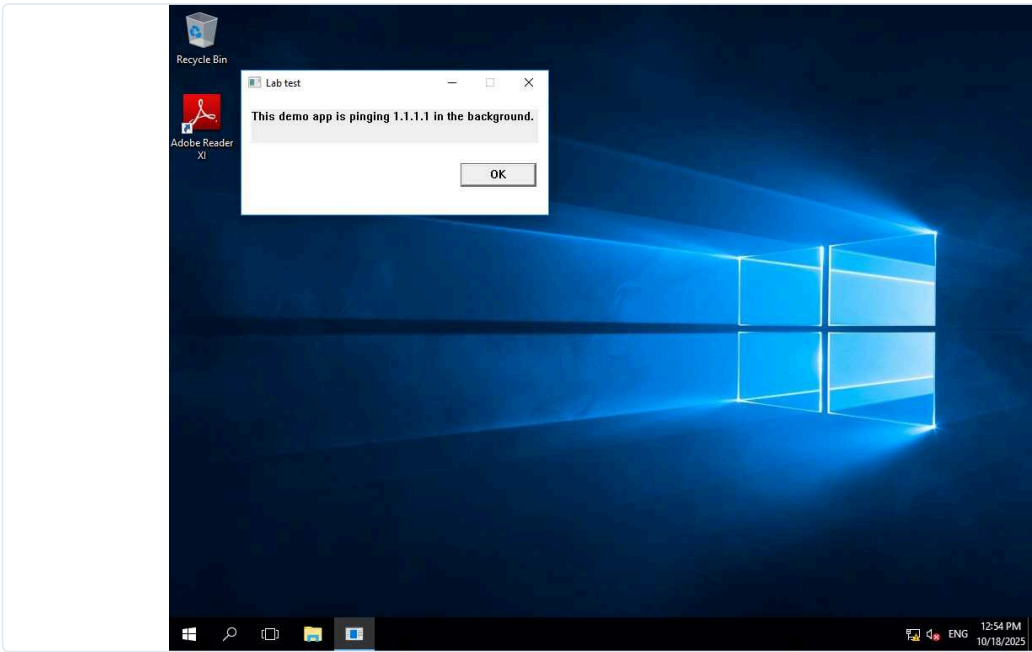 Recycle Bin
Lab test
This demo app is pinging 1.1.1.1 in the background.
Adobe Reader
XI
OK
ENG
12:54 PM
10/18/2025